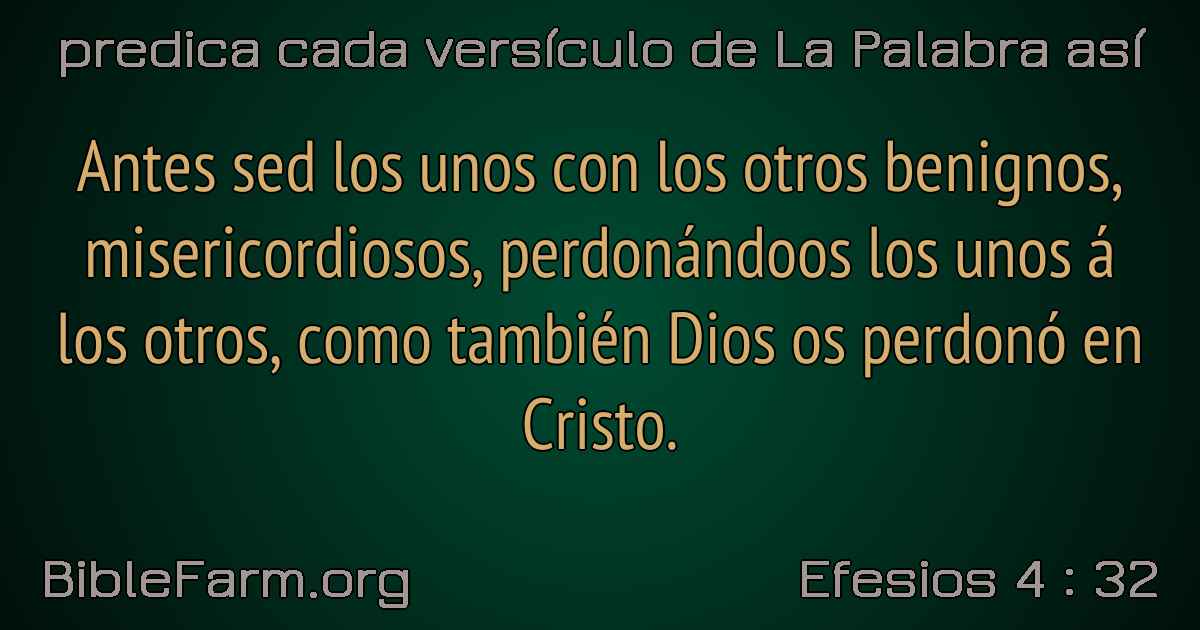 predica cada versículo de La Palabra así
Antes sed los unos con los otros benignos,
misericordiosos, perdonándoos los unos á
los otros, como también Dios os perdonó en
Cristo.
BibleFarm.org
Efesios 4 : 32